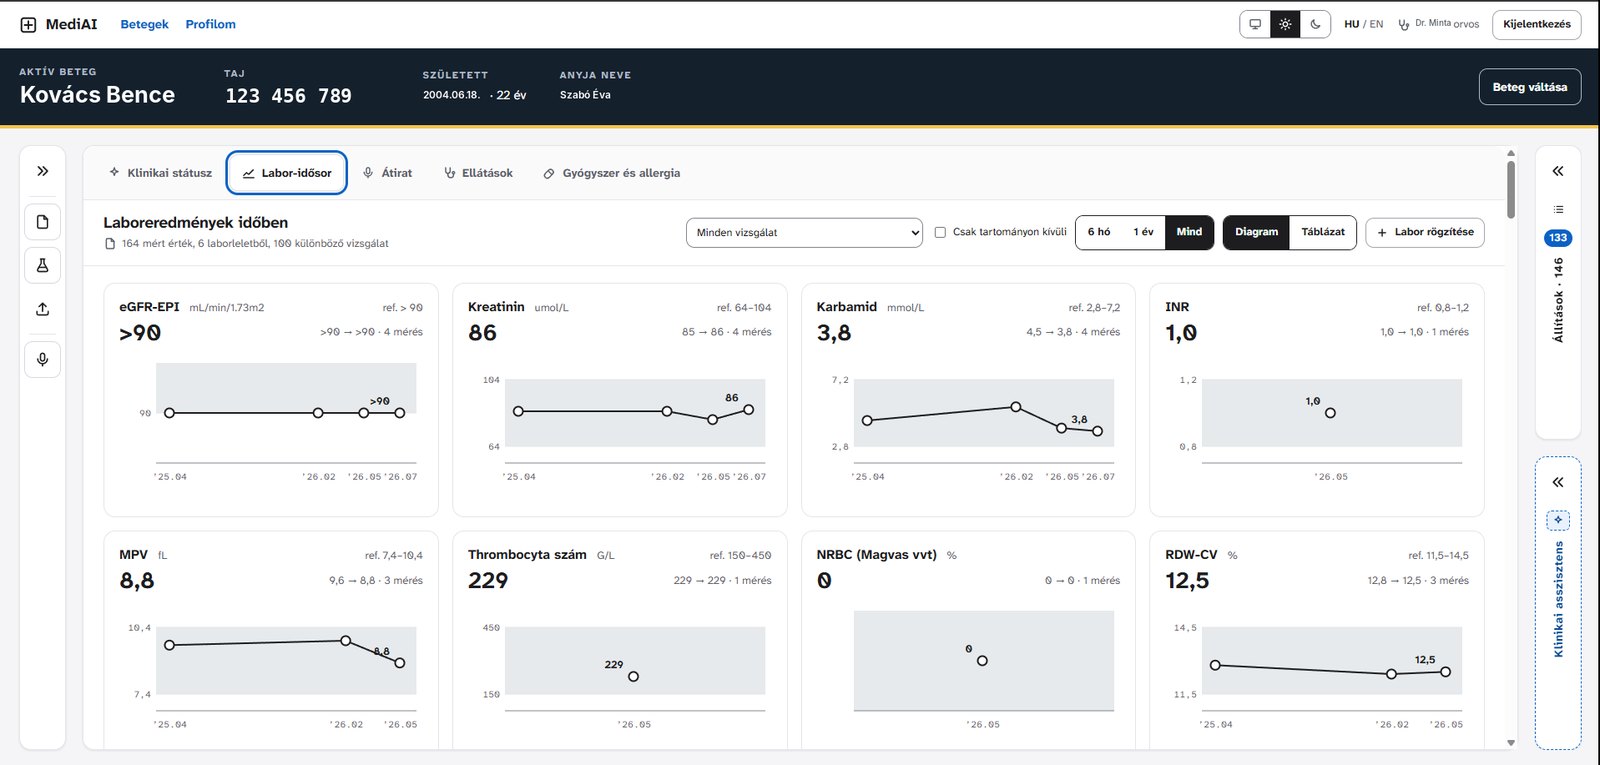 MediAI
Betegek
Profilom
HU / EN
Dr. Minta orvos
Kijelentkezés
AKTÍV BETEG
Kovács Bence
TAJ
123 456 789
SZÜLETETT
2004.06.18. · 22 év
ANYJA NEVE
Szabó Éva
Beteg váltása
Klinikai státusz
Labor-idősor
Átirat
Ellátások
Gyógyszer és allergia
Laboreredmények időben
164 mért érték, 6 laborleletből, 100 különböző vizsgálat
Minden vizsgálat
Csak tartományon kívüli
6 hó
1 év
Mind
Diagram
Táblázat
+ Labor rögzítése
eGFR-EPI mL/min/1.73m2 ref. > 90
>90 >90 → >90 · 4 mérés
>90
90
'25.04 '26.02 '26.05 '26.07
Kreatinin umol/L ref. 64–104
86 85 → 86 · 4 mérés
104
86
64
'25.04 '26.02 '26.05 '26.07
Karbamid mmol/L ref. 2,8–7,2
3,8 4,5 → 3,8 · 4 mérés
7,2
3,8
2,8
'25.04 '26.02 '26.05 '26.07
INR ref. 0,8–1,2
1,0 1,0 → 1,0 · 1 mérés
1,2
1,0
0,8
'26.05
MPV fL ref. 7,4–10,4
8,8 9,6 → 8,8 · 3 mérés
10,4
8,8
7,4
'25.04 '26.02 '26.05
Thrombocyta szám G/L ref. 150–450
229 229 → 229 · 1 mérés
450
229
150
'26.05
NRBC (Magvas vvt) %
0 0 → 0 · 1 mérés
0
'26.05
RDW-CV % ref. 11,5–14,5
12,5 12,8 → 12,5 · 3 mérés
14,5
12,5
11,5
'25.04 '26.02 '26.05
133
Állítások · 146
Klinikai asszisztens